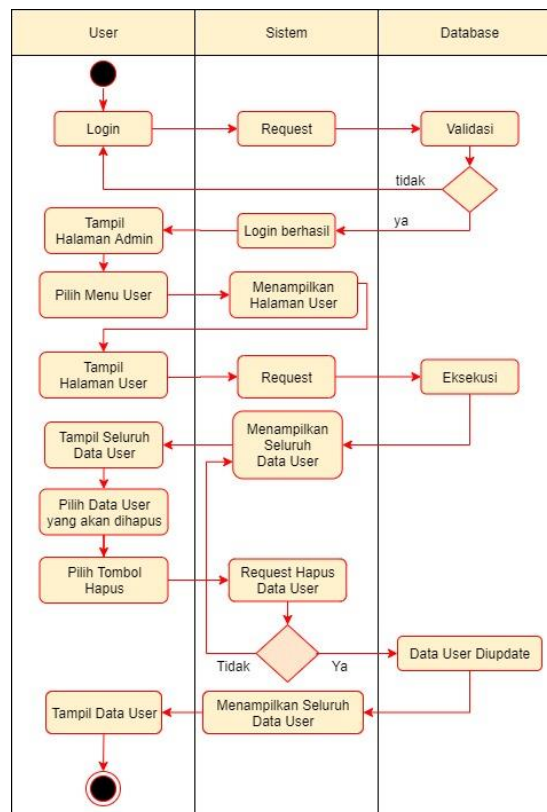 User
Sistem
Database
Login
Request
Validasi
tidak
ya
Login berhasil
Tampil
Halaman Admin
Pilih Menu User
Menampilkan
Halaman User
Tampil
Halaman User
Request
Eksekusi
Menampilkan
Seluruh
Data User
Tampil Seluruh
Data User
Pilih Data User
yang akan dihapus
Pilih Tombol
Hapus
Request Hapus
Data User
Tidak
Ya
Data User Diupdate
Menampilkan Seluruh
Data User
Tampil Data User